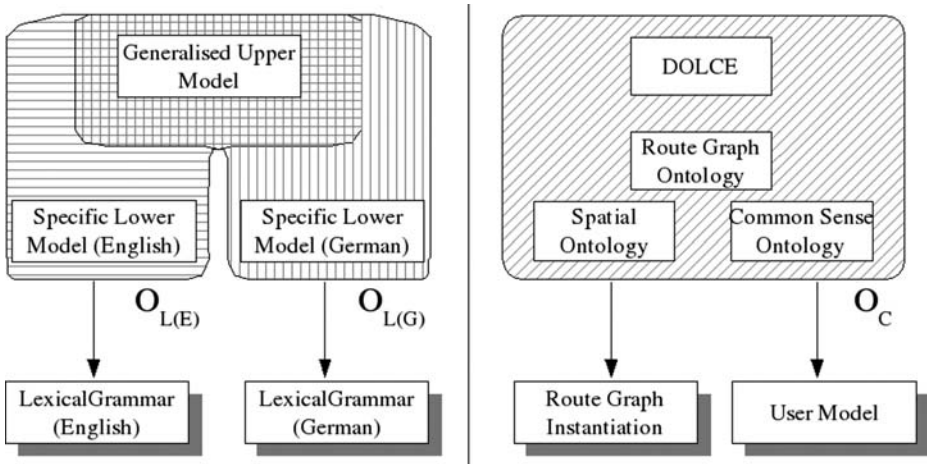 Generalised Upper
Model
Specific Lower
Model (English)
Specific Lower
Model (German)
O L(E)
O L(G)
LexicalGrammar
(English)
LexicalGrammar
(German)
DOLCE
Route Graph
Ontology
Spatial
Ontology
Common Sense
Ontology
O C
Route Graph
Instantiation
User Model